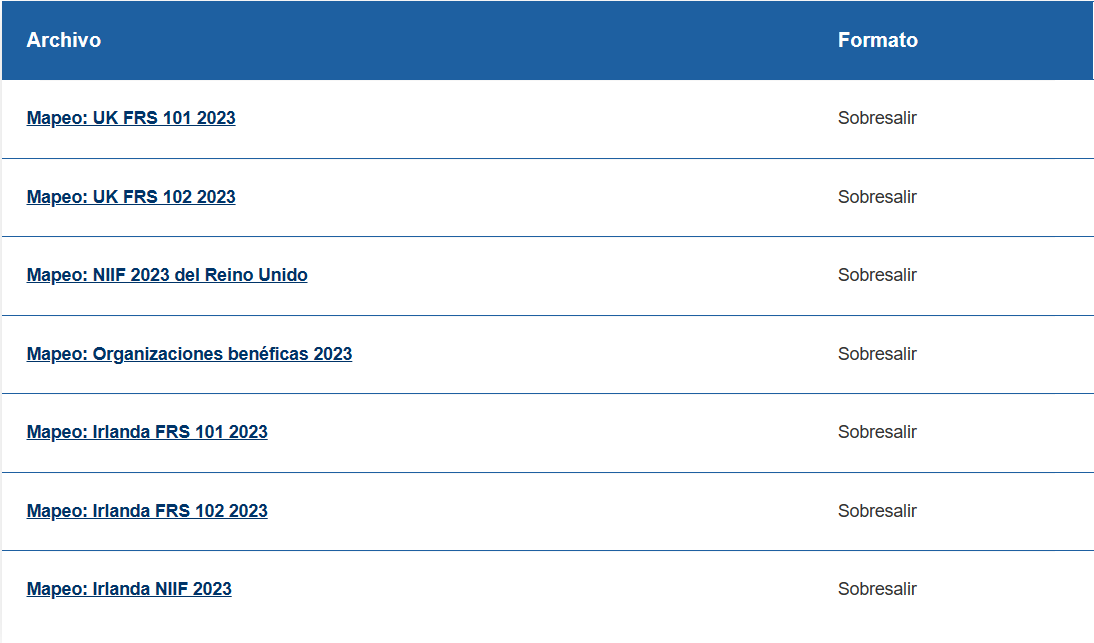 Archivo Formato
Mapeo: UK FRS 101 2023 Sobresalir
Mapeo: UK FRS 102 2023 Sobresalir
Mapeo: NIIF 2023 del Reino Unido Sobresalir
Mapeo: Organizaciones benéficas 2023 Sobresalir
Mapeo: Irlanda FRS 101 2023 Sobresalir
Mapeo: Irlanda FRS 102 2023 Sobresalir
Mapeo: Irlanda NIIF 2023 Sobresalir